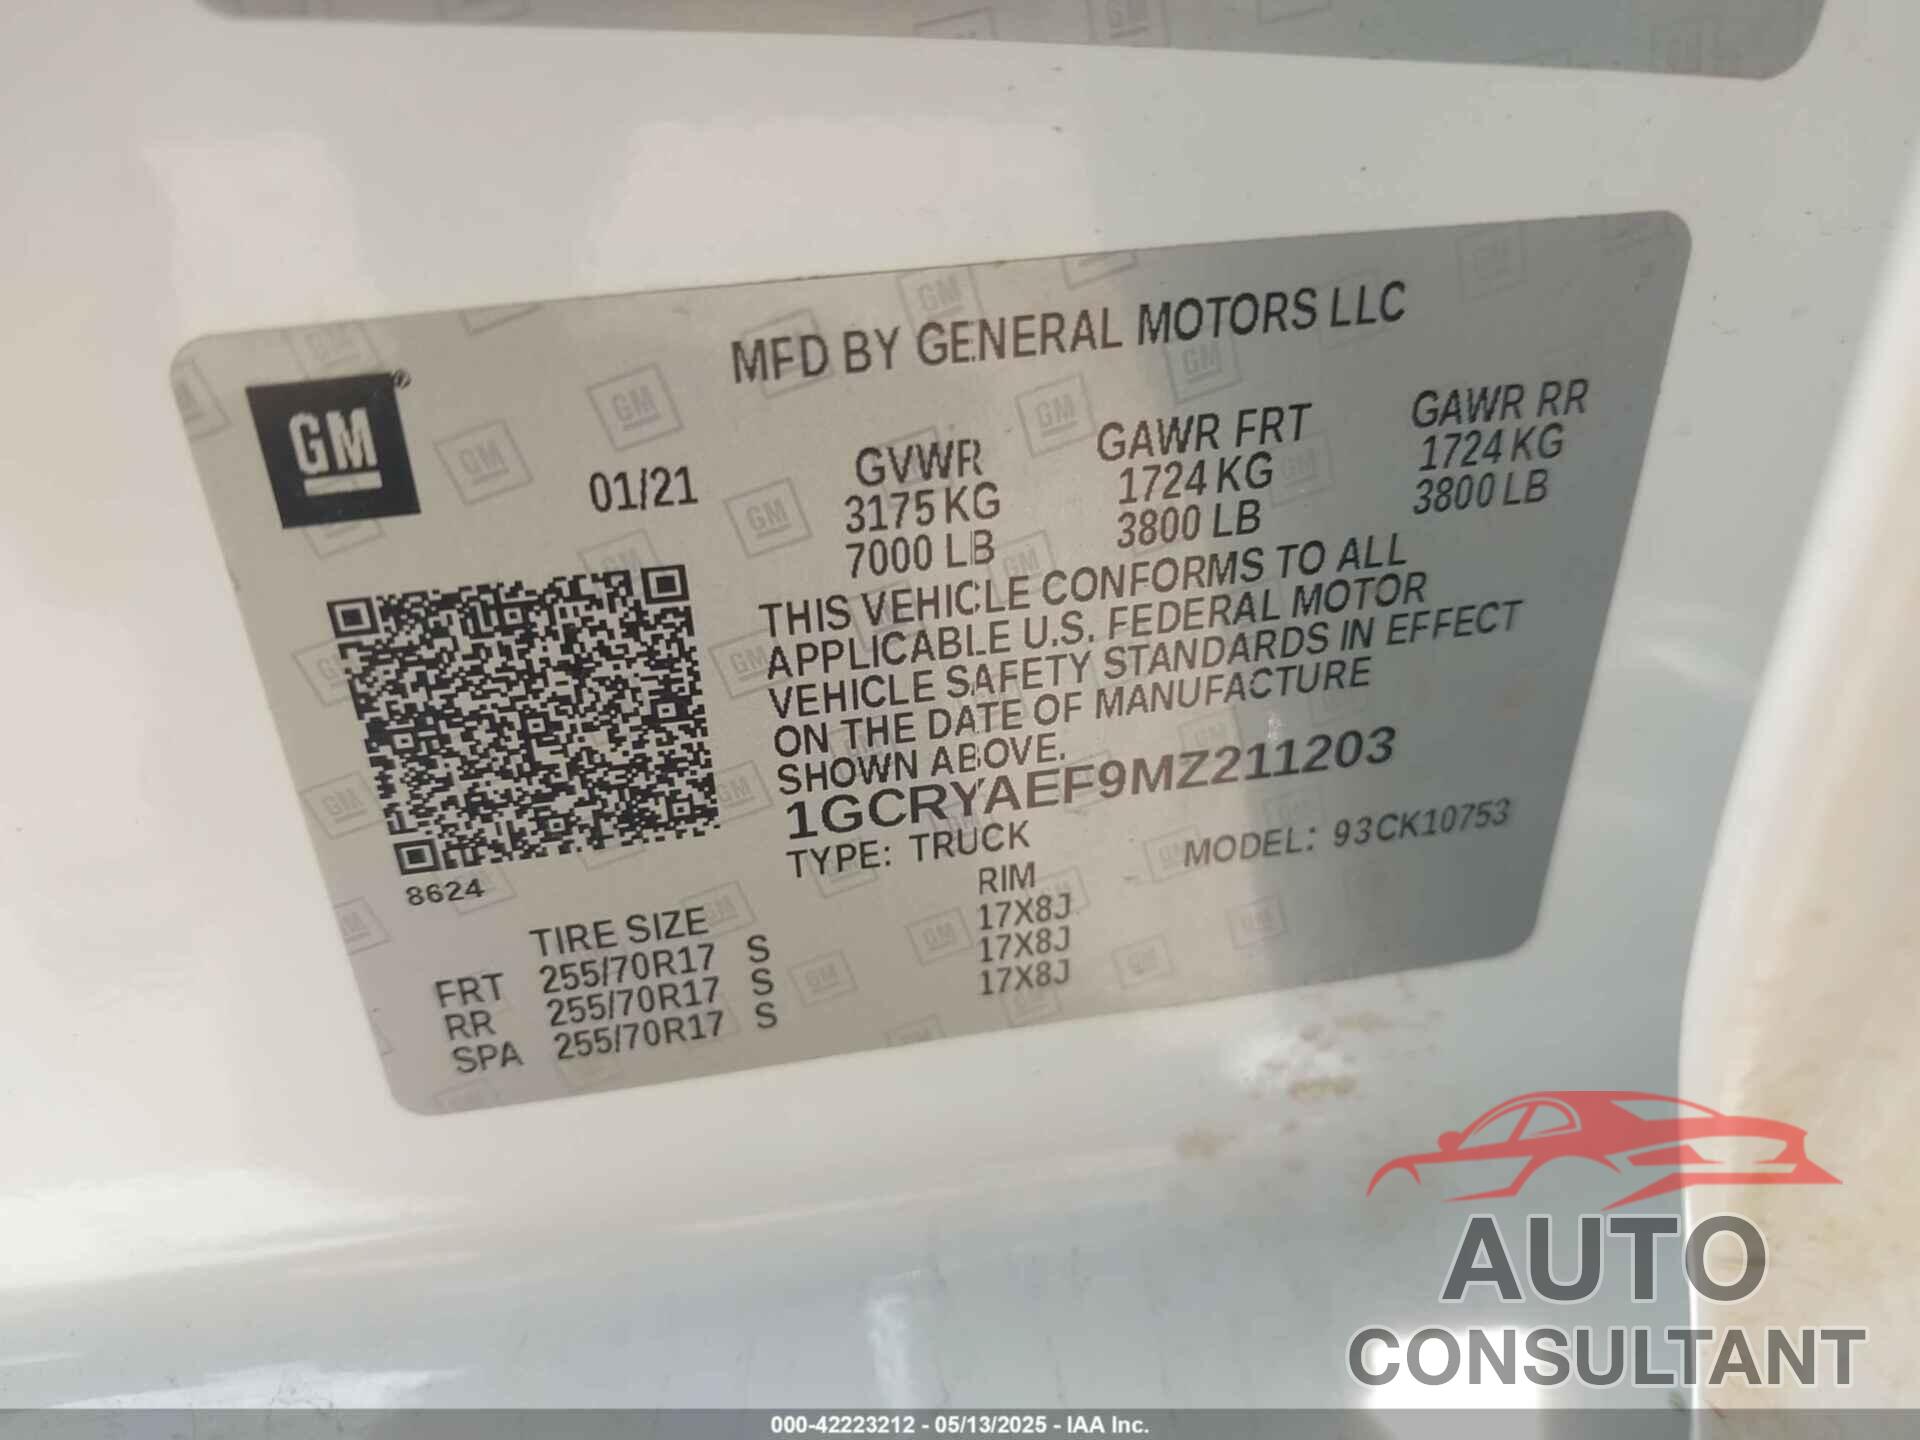 MFD BY GENERAL MOTORS LLC
GM®
01/21
GVWR
3175 KG
7000 LB
GAWR FRT
1724 KG
3800 LB
GAWR RR
1724 KG
3800 LB
THIS VEHICLE CONFORMS TO ALL
APPLICABLE U.S. FEDERAL MOTOR
VEHICLE SAFETY STANDARDS IN EFFECT
ON THE DATE OF MANUFACTURE
SHOWN ABOVE.
1GCRYAEF9MZ211203
TYPE: TRUCK
MODEL: 93CK10753
8624
TIRE SIZE
RIM
FRT 255/70R17 S 17X8J
RR 255/70R17 S 17X8J
SPA 255/70R17 S 17X8J
AUTO
CONSULTANT
000-42223212 - 05/13/2025 - IAA Inc.